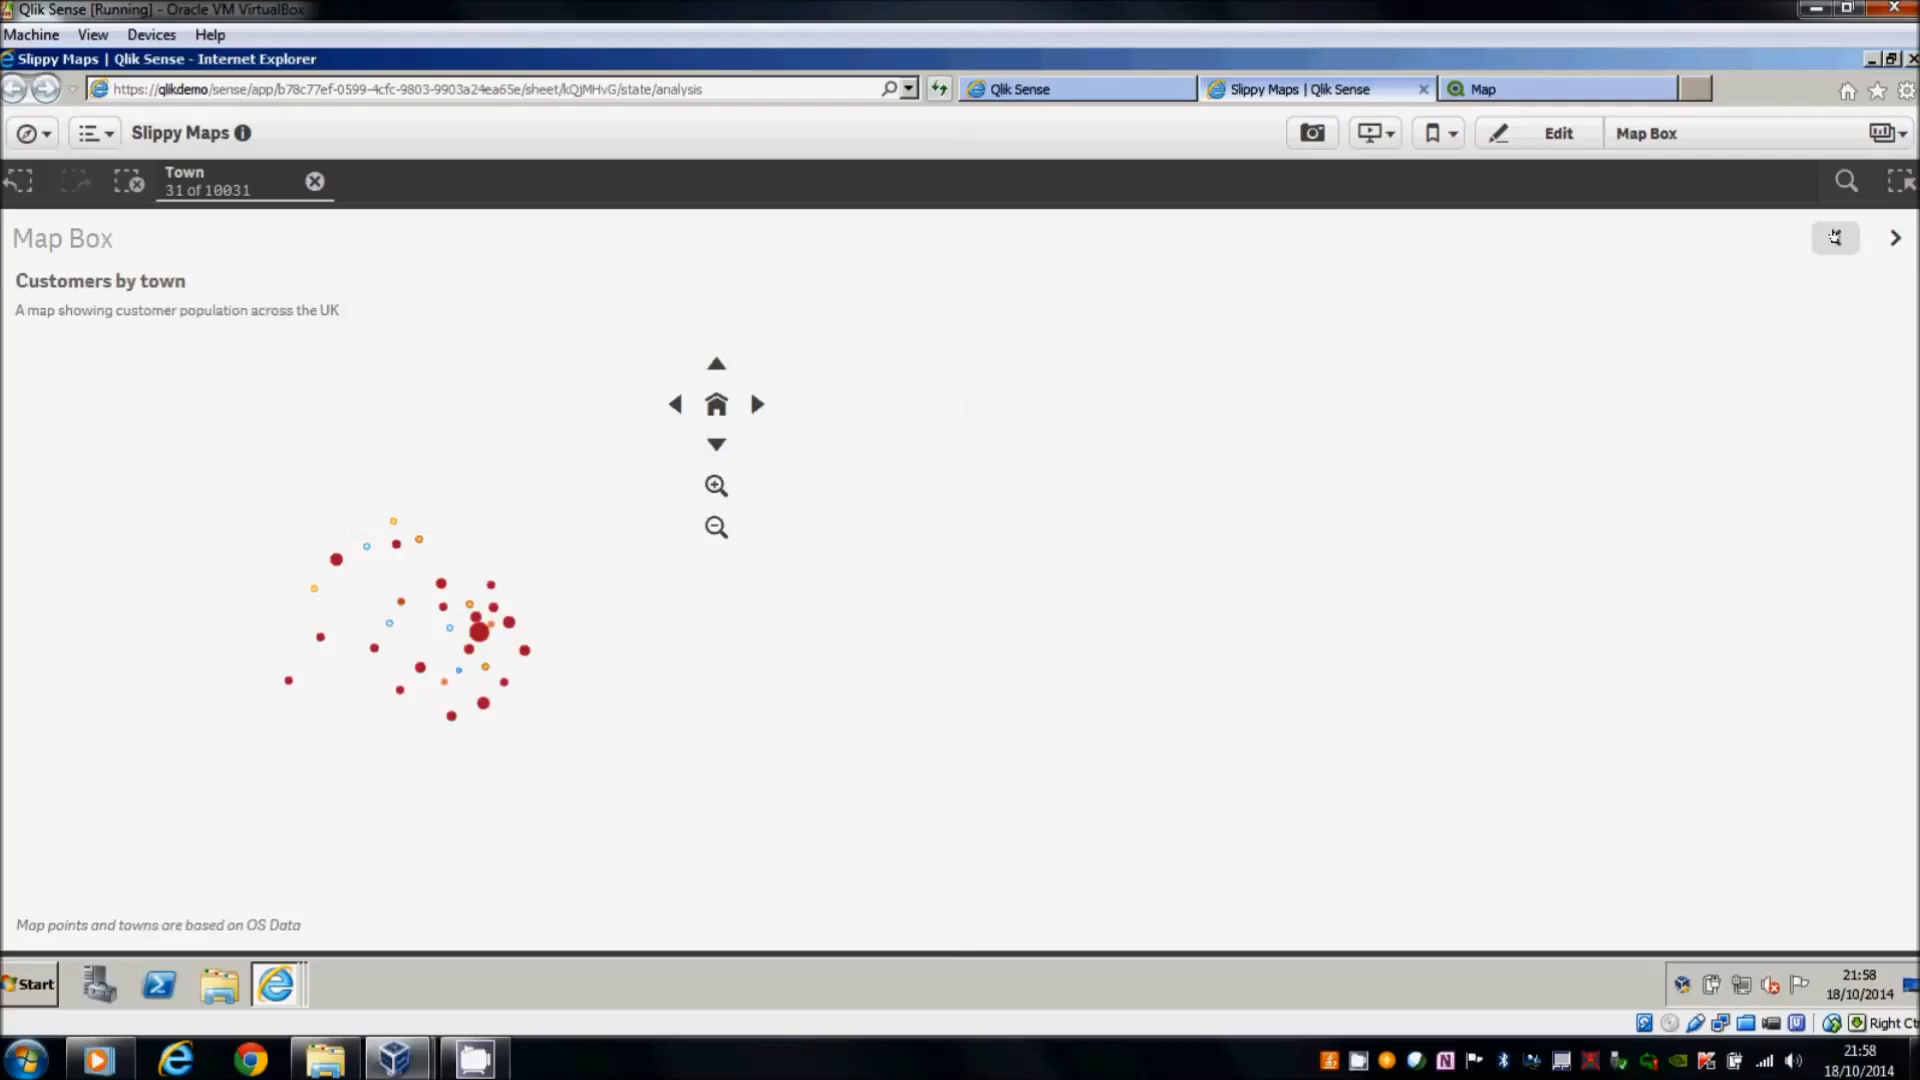 Qlik Sense [Running] - Oracle VM VirtualBox
Machine View Devices Help
Slippy Maps | Qlik Sense - Internet Explorer
https://qlikdemo/sense/app/b78c77ef-0599-4cfc-9803-9903a24ea65e/sheet/kQjMHvG/state/analysis
Qlik Sense
Slippy Maps | Qlik Sense
Map
Slippy Maps
Edit
Map Box
Town
31 of 10031
Map Box
Customers by town
A map showing customer population across the UK
Map points and towns are based on OS Data
Start
21:58
18/10/2014
Right Ct
21:58
18/10/2014